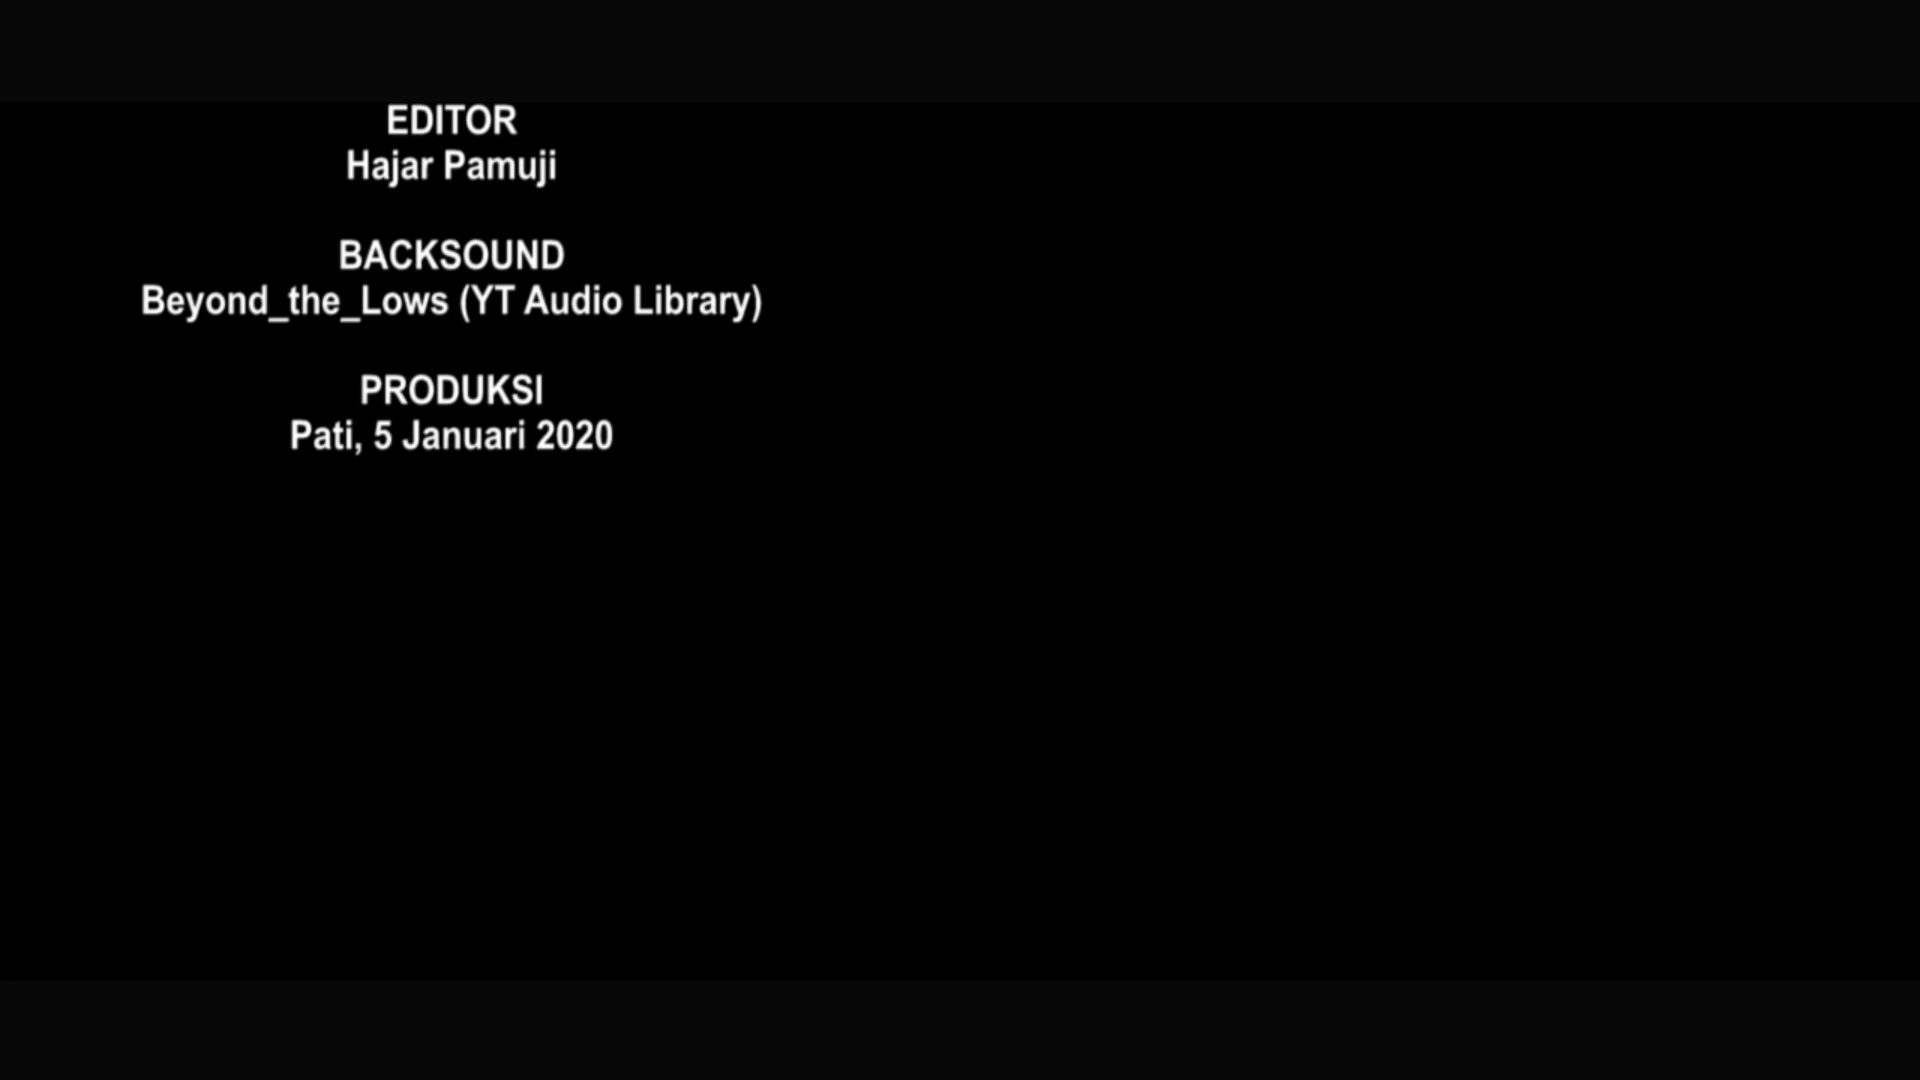 EDITOR
Hajar Pamuji
BACKSOUND
Beyond_the_Lows (YT Audio Library)
PRODUKSI
Pati, 5 Januari 2020